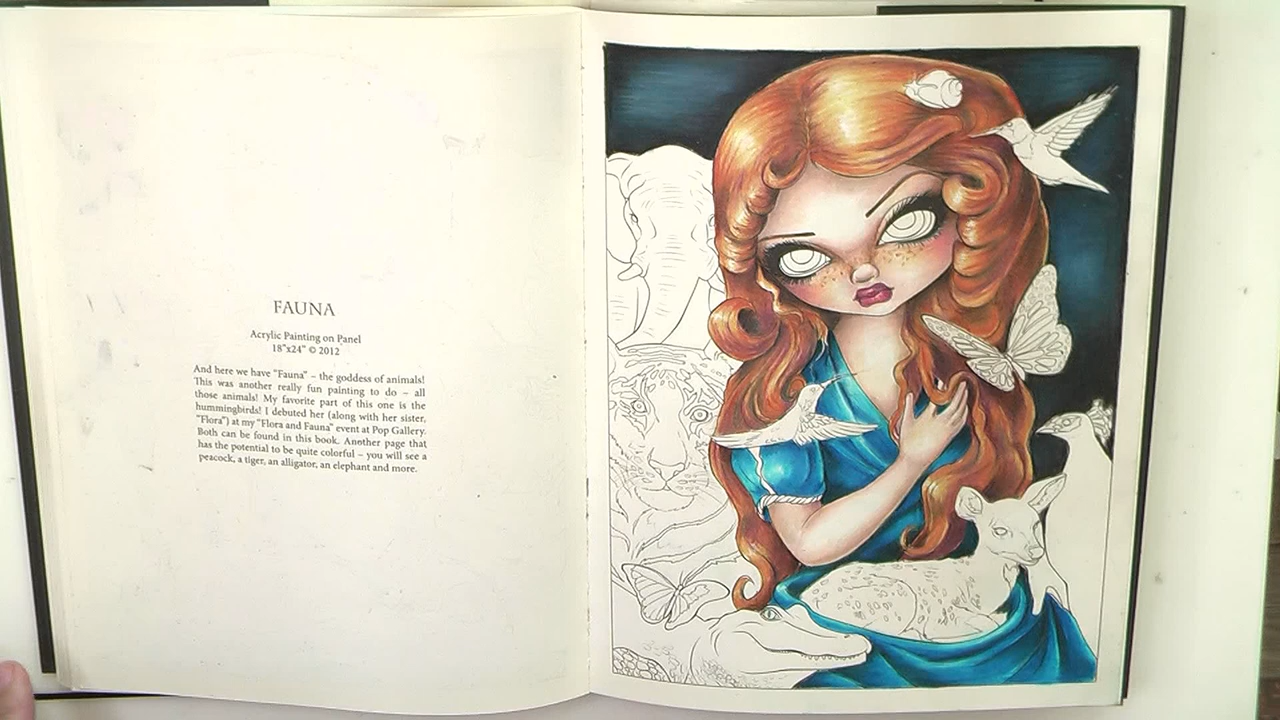 FAUNA
Acrylic Painting on Panel
18"x24" © 2012
And here we have "Fauna" – the goddess of animals!
This was another really fun painting to do – all
those animals! My favorite part of this one is the
hummingbirds! I debuted her (along with her sister,
"Flora") at my "Flora and Fauna" event at Pop Gallery.
Both can be found in this book. Another page that
has the potential to be quite colorful – you will see a
peacock, a tiger, an alligator, an elephant and more.